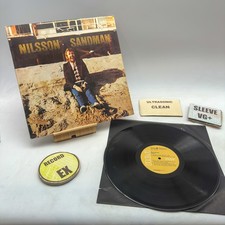 NILSSON SANDMAN
ULTRASONIC
CLEAN
SLEEVE
VG+
RECORD
EX